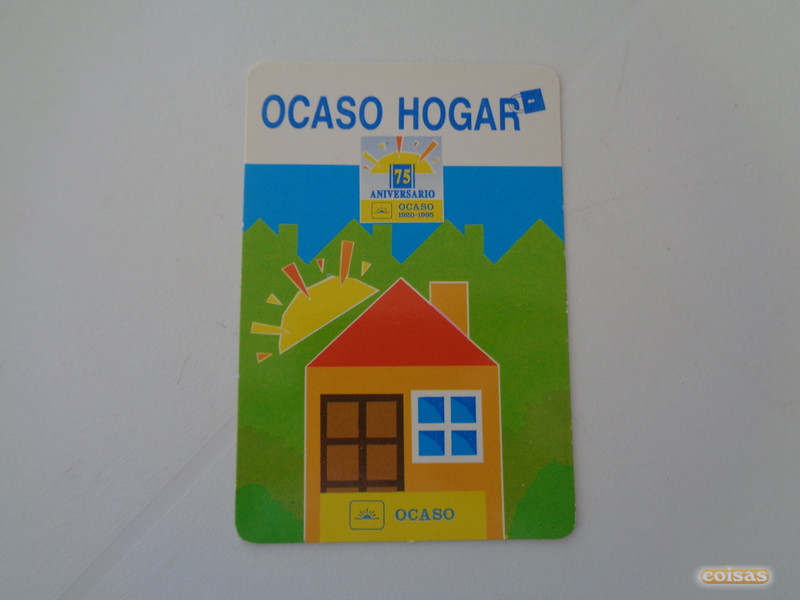 OCASO HOGAR
75
ANIVERSARIO
OCASO
1920-1995
OCASO
coisas